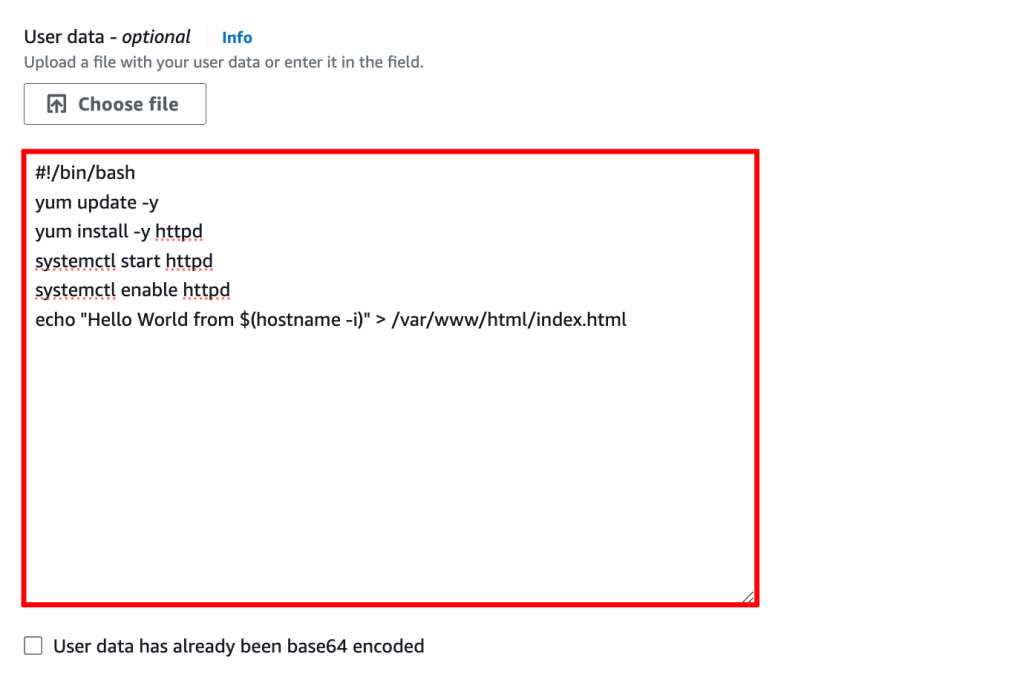 User data - optional Info
Upload a file with your user data or enter it in the field.
Choose file
#!/bin/bash
yum update -y
yum install -y httpd
systemctl start httpd
systemctl enable httpd
echo "Hello World from $(hostname -i)" > /var/www/html/index.html
User data has already been base64 encoded